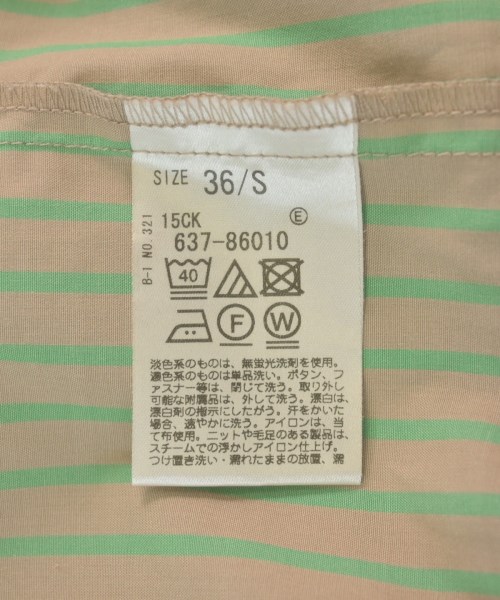 SIZE 36/S
B-I NO.321
15CK
Ⓔ
637-86010
40
F W
淡色系のものは、無蛍光洗剤を使用。
濃色系のものは単品洗い。ボタン、フ
ァスナー等は、閉じて洗う。取り外し
可能な附属品は、外して洗う。漂白は、
漂白剤の指示にしたがう。汗をかいた
場合、速やかに洗う。アイロンは、当
て布使用。ニットや毛足のある製品は、
スチームでの浮かしアイロン仕上げ。
つけ置き洗い・濡れたままの放置、濡